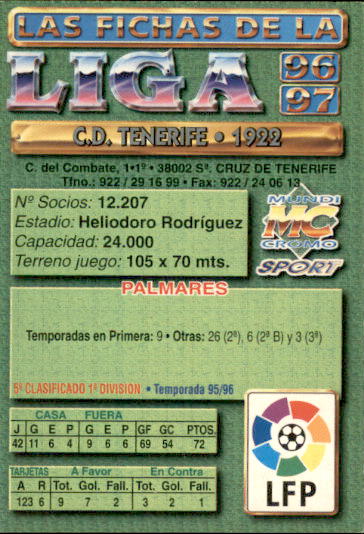 LAS FICHAS DE LA
LIGA 96 97
C.D. TENERIFE • 1922
C. del Combate, 1•1º • 38002 Sª. CRUZ DE TENERIFE
Tfno.: 922 / 29 16 99 • Fax: 922 / 24 06 13
Nº Socios: 12.207
Estadio: Heliodoro Rodríguez
Capacidad: 24.000
Terreno juego: 105 x 70 mts.
MUNDI
MC
CROMO
SPORT
PALMARES
Temporadas en Primera: 9 • Otras: 26 (2ª), 6 (2ª B) y 3 (3ª)
5º CLASIFICADO 1ª DIVISION • Temporada 95/96
CASA FUERA
J G E P G E P GF GC PTOS.
42 11 6 4 9 6 6 69 54 72
TARJETAS A Favor En Contra
A R Tot. Gol. Fall. Tot. Gol. Fall.
123 6 9 7 2 3 2 1
LFP